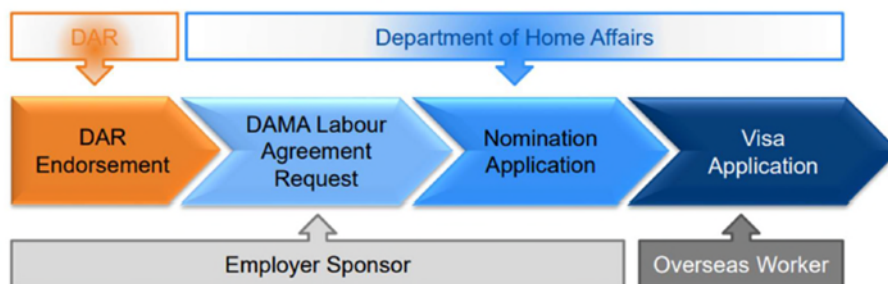 DAR
Department of Home Affairs
DAR
Endorsement
DAMA Labour
Agreement
Request
Nomination
Application
Visa
Application
Employer Sponsor
Overseas Worker